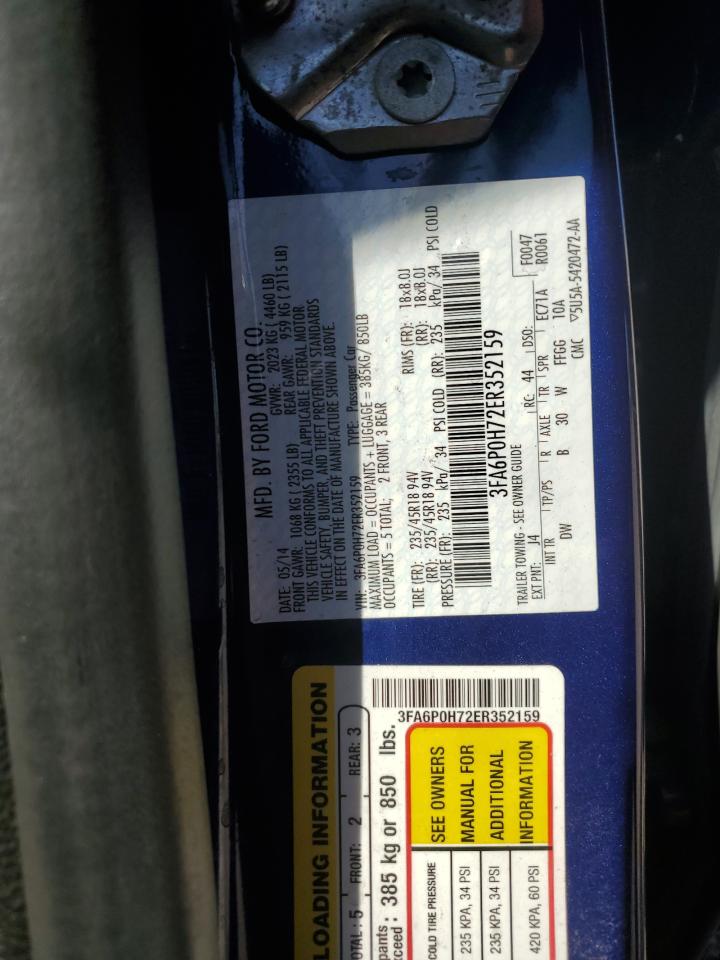 MFD. BY FORD MOTOR CO.
DATE: 05/14 GVWR: 2023 KG ( 4460 LB)
FRONT GAWR: 1068 KG ( 2355 LB) REAR GAWR: 959 KG ( 2115 LB)
THIS VEHICLE CONFORMS TO ALL APPLICABLE FEDERAL MOTOR
VEHICLE SAFETY, BUMPER, AND THEFT PREVENTION STANDARDS
IN EFFECT ON THE DATE OF MANUFACTURE SHOWN ABOVE.
VIN: 3FA6P0H72ER352159 TYPE: Passenger Car
MAXIMUM LOAD = OCCUPANTS + LUGGAGE = 385KG/ 850LB
OCCUPANTS = 5 TOTAL; 2 FRONT, 3 REAR
TIRE (FR): 235/45R18 94V RIMS (FR): 18x8.0J
(RR): 235/45R18 94V (RR): 18x8.0J
PRESSURE (FR): 235 kPa/ 34 PSI COLD (RR): 235 kPa/ 34 PSI COLD
3FA6P0H72ER352159
TRAILER TOWING - SEE OWNER GUIDE
EXT PNT: J4 RC: 44 DSO: F0047
R0061
INT TR TP/PS R AXLE TR SPR EC71A
DW B 30 W FFGG 10A
CMC ▽5U5A-5420472-AA
LOADING INFORMATION
OTAL: 5 FRONT: 2 REAR: 3
pants
xceed : 385 kg or 850 lbs.
3FA6P0H72ER352159
COLD TIRE PRESSURE
235 KPA, 34 PSI
235 KPA, 34 PSI
420 KPA, 60 PSI
SEE OWNERS
MANUAL FOR
ADDITIONAL
INFORMATION